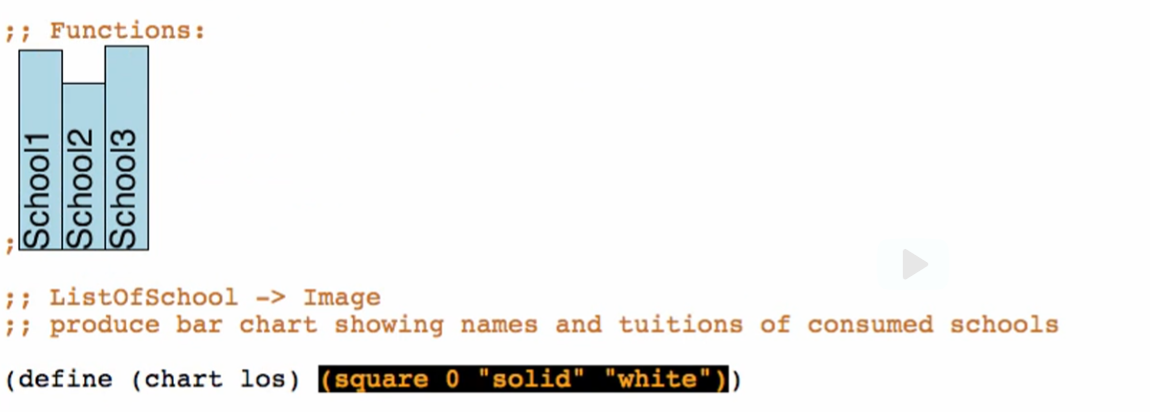 ;; Functions:
School1
School2
School3
;
;; ListOfSchool -> Image
;; produce bar chart showing names and tuitions of consumed schools
(define (chart los) (square 0 "solid" "white"))